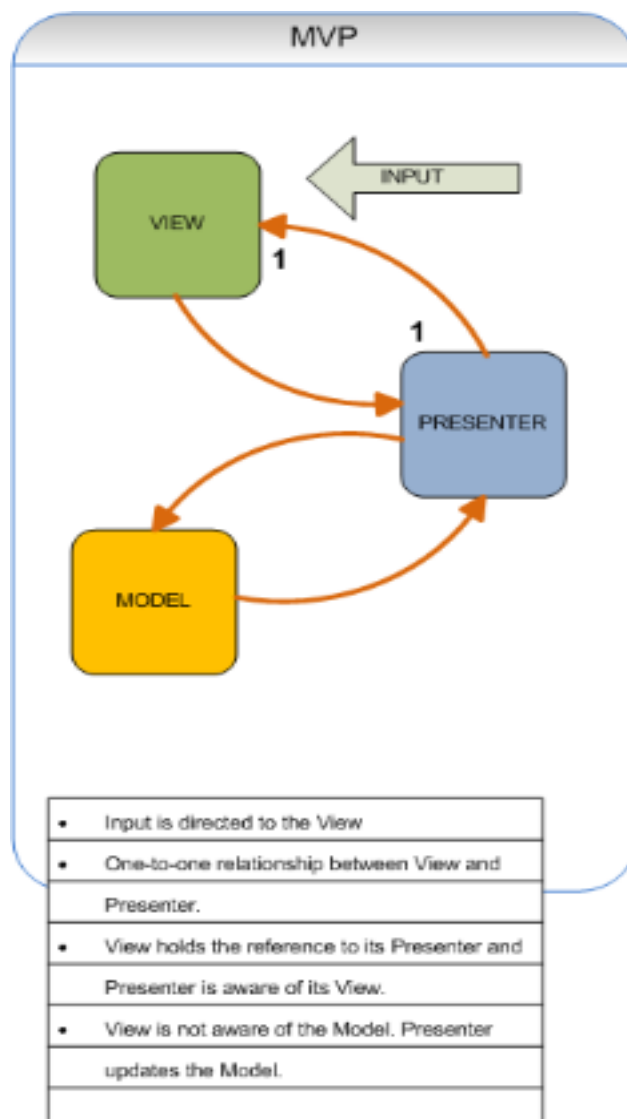 MVP
INPUT
VIEW
1
1
PRESENTER
MODEL
• Input is directed to the View
• One-to-one relationship between View and
Presenter.
• View holds the reference to its Presenter and
Presenter is aware of its View.
• View is not aware of the Model. Presenter
updates the Model.